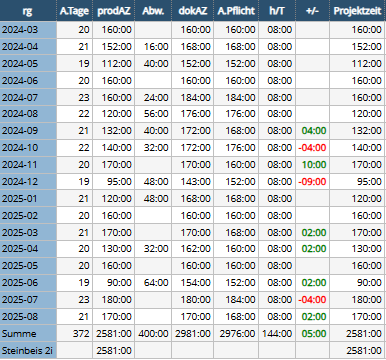 rg A.Tage prodAZ Abw. dokAZ A.Pflicht h/T +/- Projektzeit
2024-03 20 160:00 160:00 160:00 08:00 160:00
2024-04 21 152:00 16:00 168:00 168:00 08:00 152:00
2024-05 19 112:00 40:00 152:00 152:00 08:00 112:00
2024-06 20 160:00 160:00 160:00 08:00 160:00
2024-07 23 160:00 24:00 184:00 184:00 08:00 160:00
2024-08 22 120:00 56:00 176:00 176:00 08:00 120:00
2024-09 21 132:00 40:00 172:00 168:00 08:00 04:00 132:00
2024-10 22 140:00 32:00 172:00 176:00 08:00 -04:00 140:00
2024-11 20 170:00 170:00 160:00 08:00 10:00 170:00
2024-12 19 95:00 48:00 143:00 152:00 08:00 -09:00 95:00
2025-01 21 120:00 48:00 168:00 168:00 08:00 120:00
2025-02 20 160:00 160:00 160:00 08:00 160:00
2025-03 21 170:00 170:00 168:00 08:00 02:00 170:00
2025-04 20 130:00 32:00 162:00 160:00 08:00 02:00 130:00
2025-05 20 160:00 160:00 160:00 08:00 160:00
2025-06 19 90:00 64:00 154:00 152:00 08:00 02:00 90:00
2025-07 23 180:00 180:00 184:00 08:00 -04:00 180:00
2025-08 21 170:00 170:00 168:00 08:00 02:00 170:00
Summe 372 2581:00 400:00 2981:00 2976:00 144:00 05:00 2581:00
Steinbeis 2i 2581:00